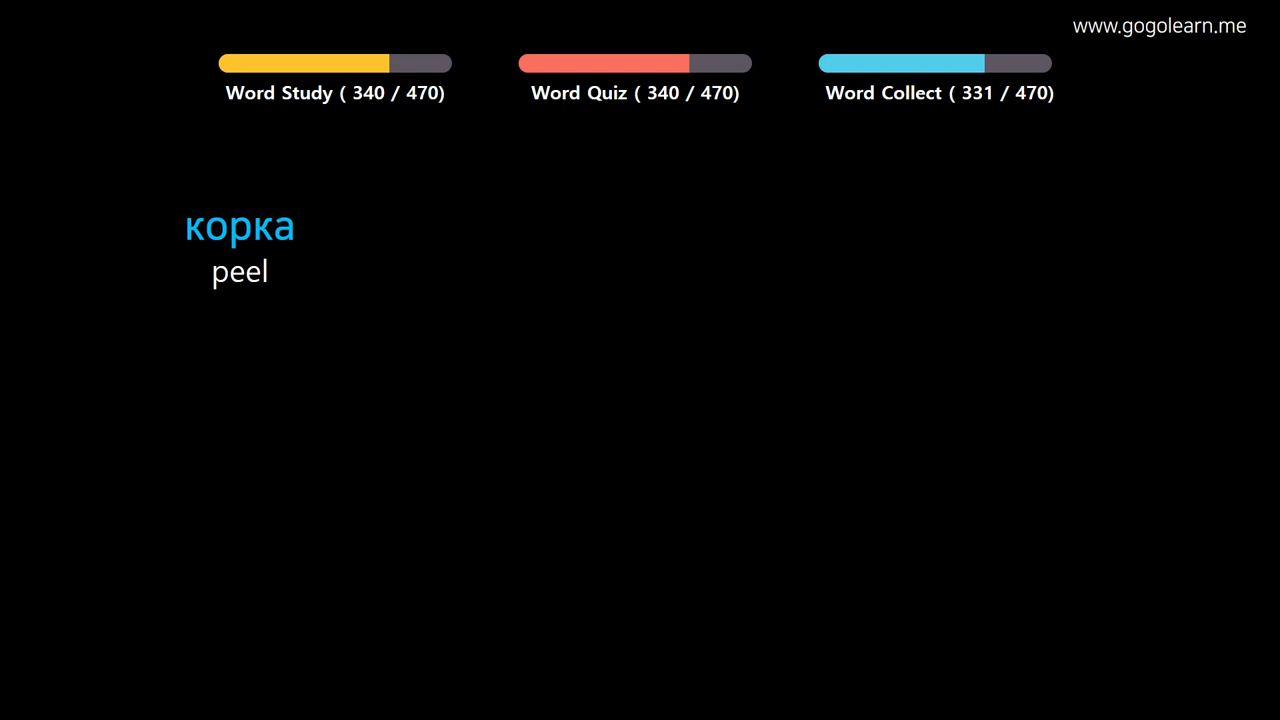 www.gogolearn.me
Word Study ( 340 / 470)
Word Quiz ( 340 / 470)
Word Collect ( 331 / 470)
корка
peel